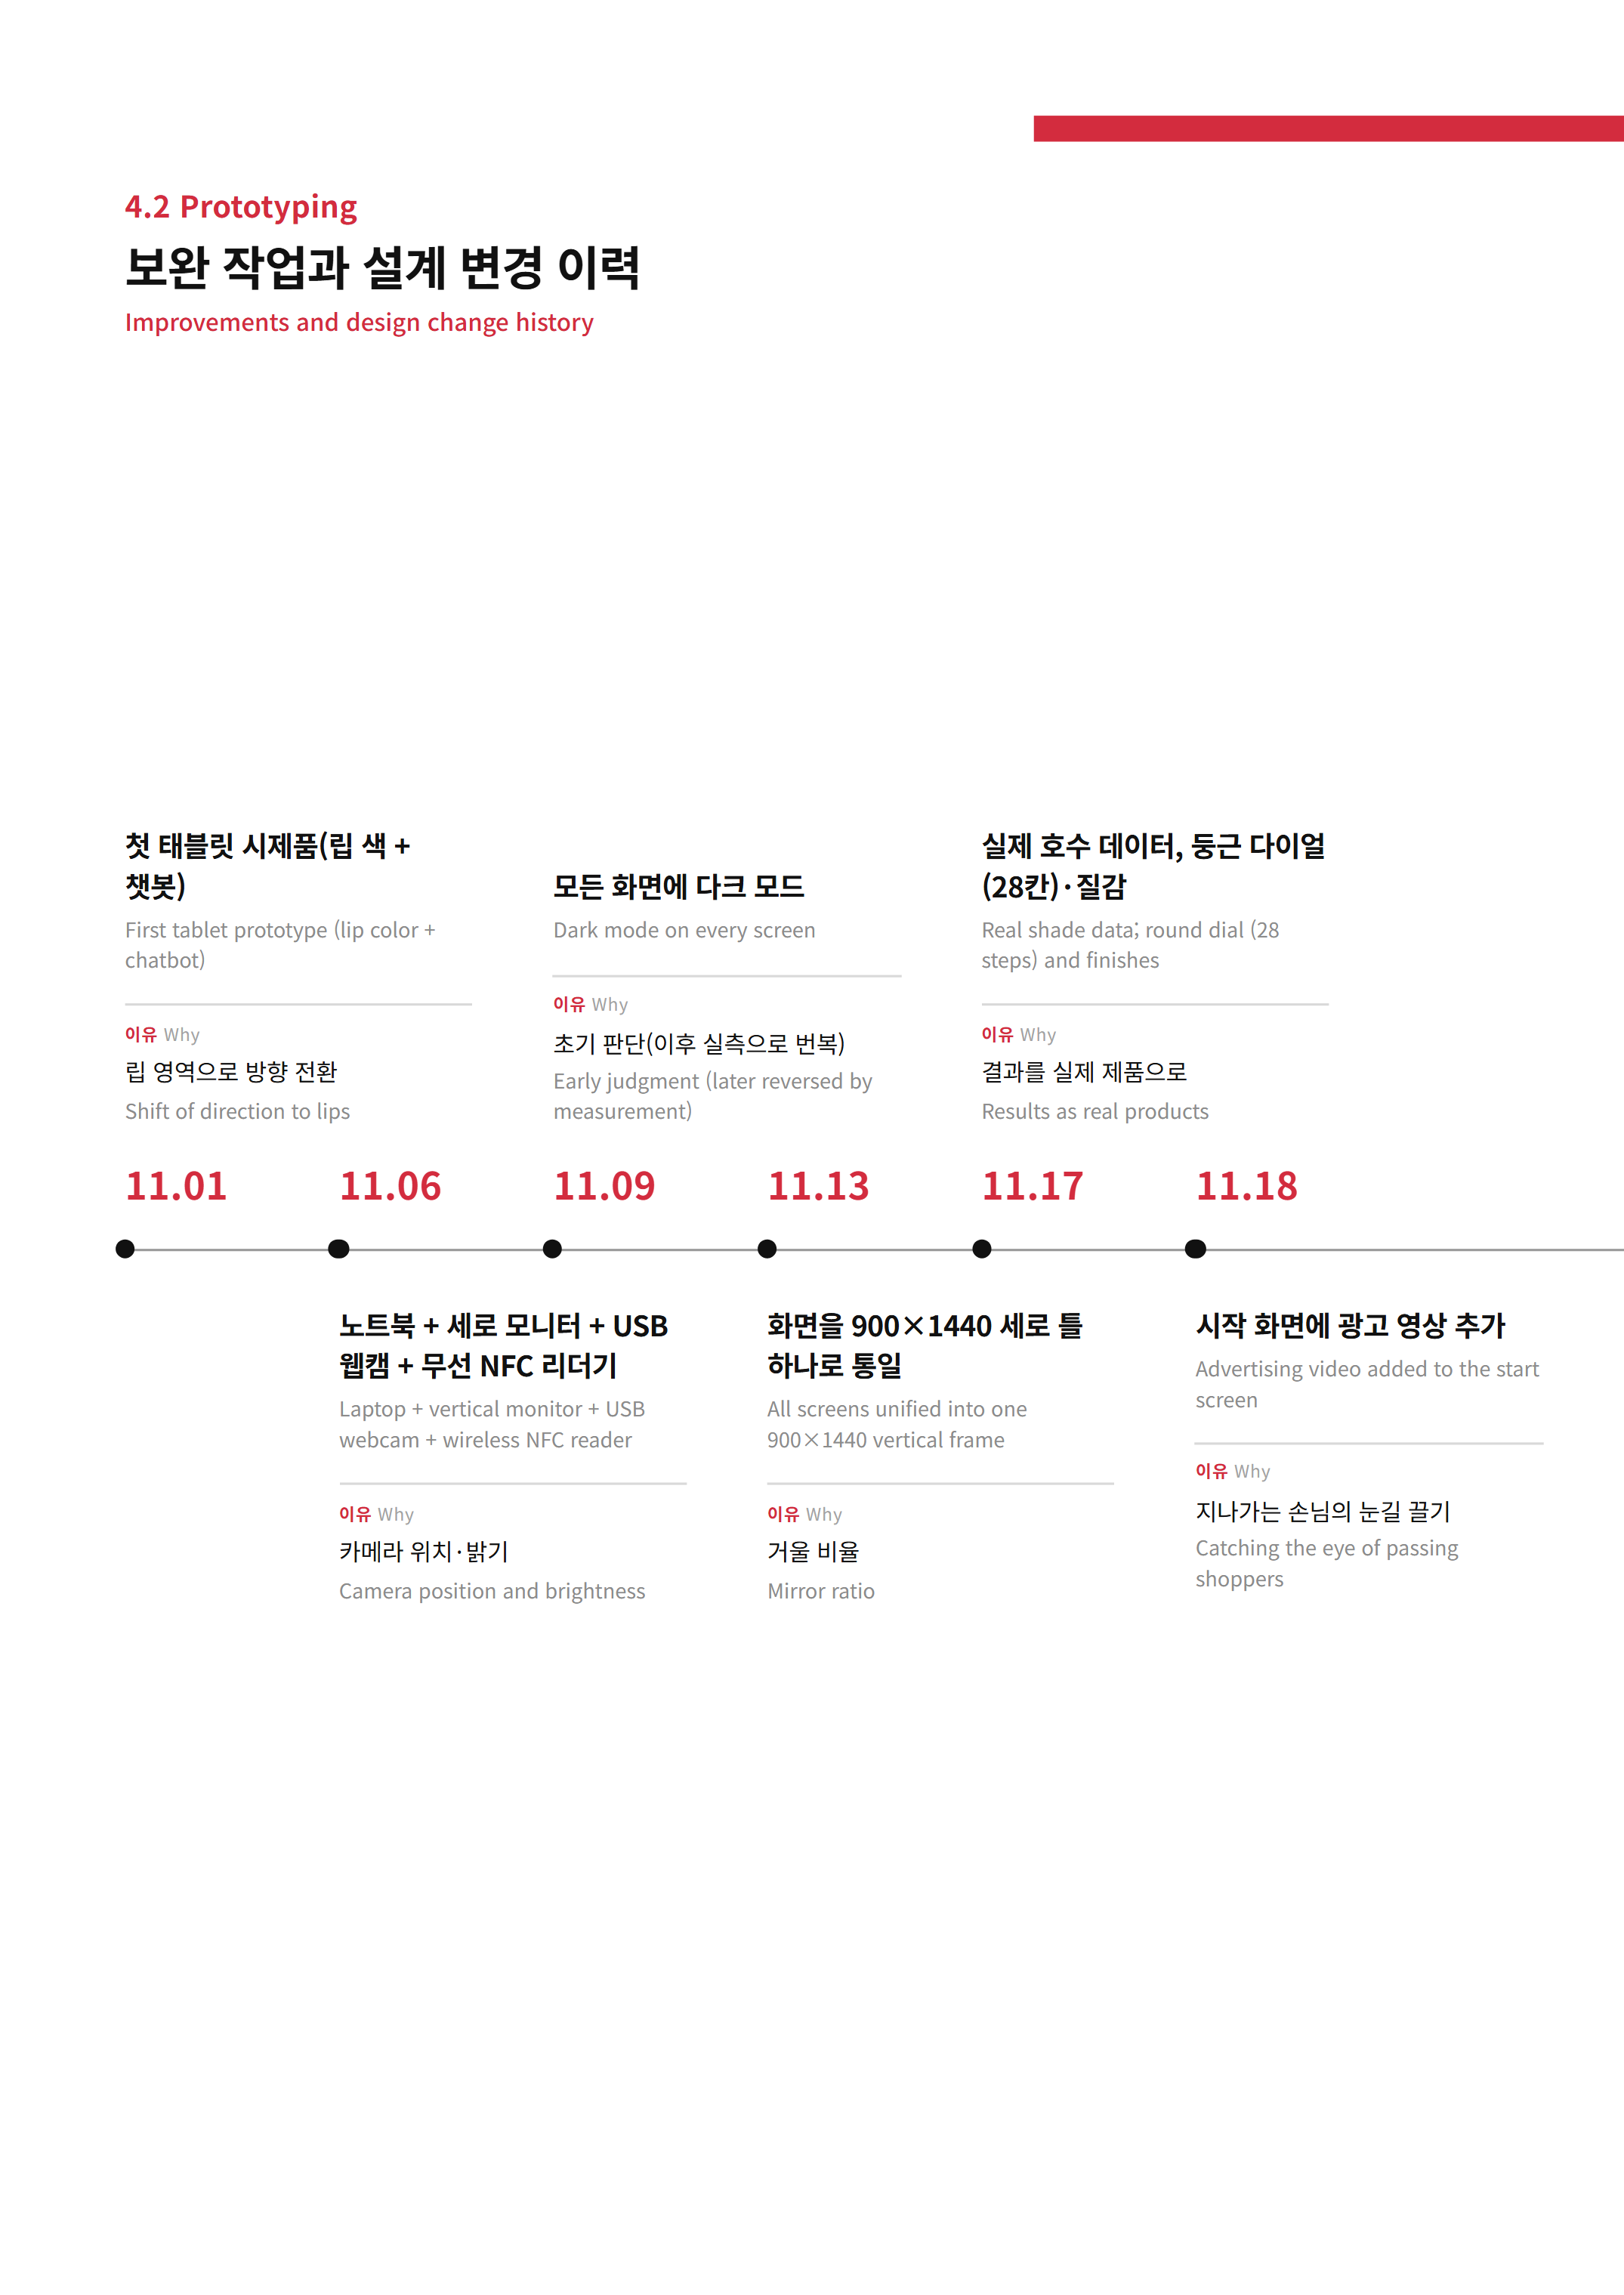 4.2 Prototyping
보완 작업과 설계 변경 이력
Improvements and design change history
첫 태블릿 시제품(립 색 +
챗봇)
First tablet prototype (lip color +
chatbot)
이유 Why
립 영역으로 방향 전환
Shift of direction to lips
모든 화면에 다크 모드
Dark mode on every screen
이유 Why
초기 판단(이후 실측으로 번복)
Early judgment (later reversed by
measurement)
실제 호수 데이터, 둥근 다이얼
(28칸)·질감
Real shade data; round dial (28
steps) and finishes
이유 Why
결과를 실제 제품으로
Results as real products
11.01 11.06 11.09 11.13 11.17 11.18
노트북 + 세로 모니터 + USB
웹캠 + 무선 NFC 리더기
Laptop + vertical monitor + USB
webcam + wireless NFC reader
이유 Why
카메라 위치·밝기
Camera position and brightness
화면을 900×1440 세로 틀
하나로 통일
All screens unified into one
900×1440 vertical frame
이유 Why
거울 비율
Mirror ratio
시작 화면에 광고 영상 추가
Advertising video added to the start
screen
이유 Why
지나가는 손님의 눈길 끌기
Catching the eye of passing
shoppers